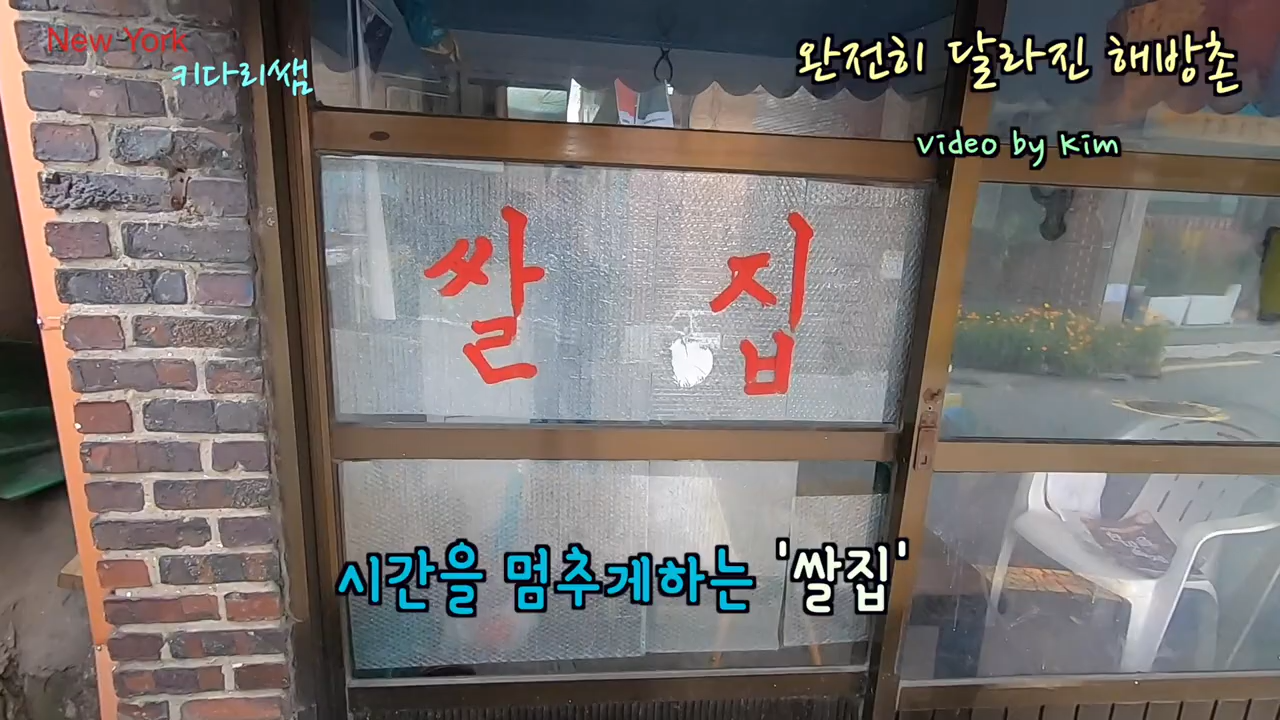 New York
키다리쌤
완전히 달라진 해방촌
video by Kim
쌀 집
시간을 멈추게하는 '쌀집'